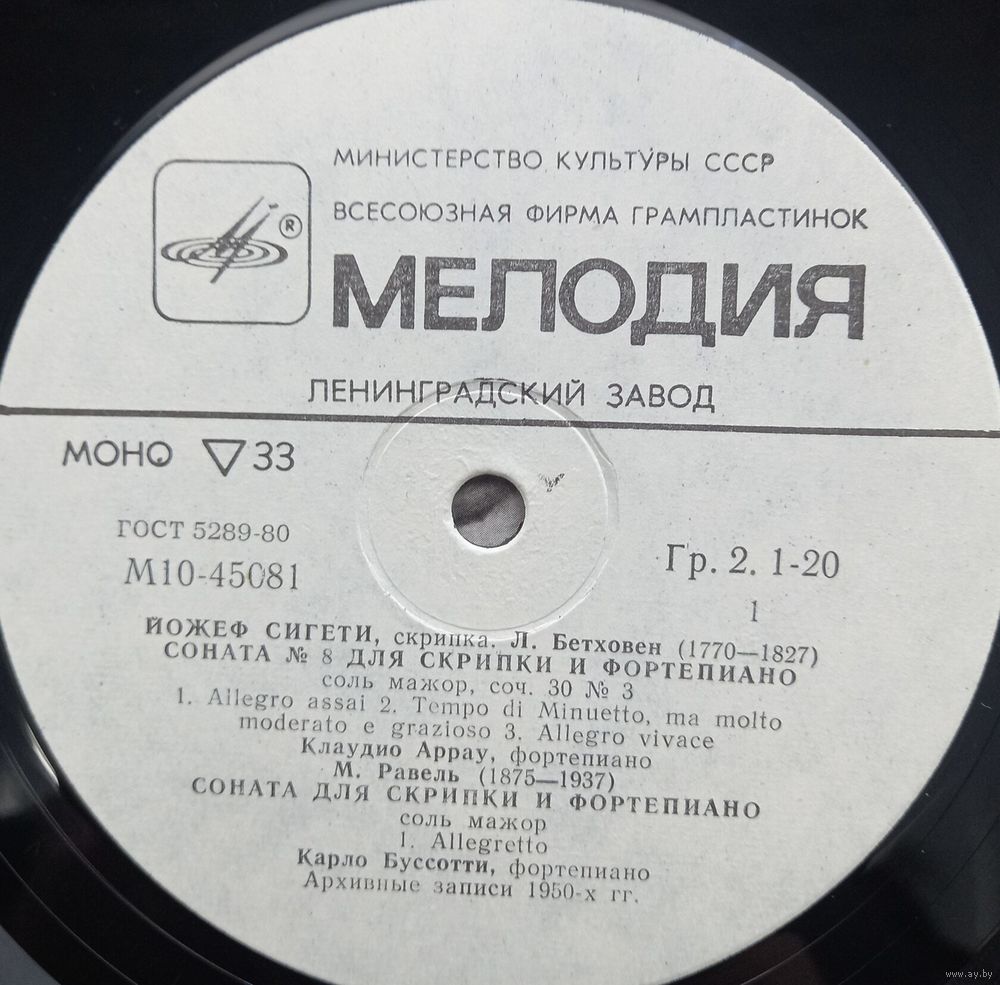 МИНИСТЕРСТВО КУЛЬТУРЫ СССР
®
ВСЕСОЮЗНАЯ ФИРМА ГРАМПЛАСТИНОК
МЕЛОДИЯ
ЛЕНИНГРАДСКИЙ ЗАВОД
МОНО ▽ 33
ГОСТ 5289-80
М10-45081
Гр. 2. 1-20
1
ЙОЖЕФ СИГЕТИ, скрипка. Л. Бетховен (1770—1827)
СОНАТА № 8 ДЛЯ СКРИПКИ И ФОРТЕПИАНО
соль мажор, соч. 30 № 3
1. Allegro assai 2. Tempo di Minuetto, ma molto
moderato e grazioso 3. Allegro vivace
Клаудио Аррау, фортепиано
М. Равель (1875—1937)
СОНАТА ДЛЯ СКРИПКИ И ФОРТЕПИАНО
соль мажор
1. Allegretto
Карло Буссотти, фортепиано
Архивные записи 1950-х гг.
www.ay.by